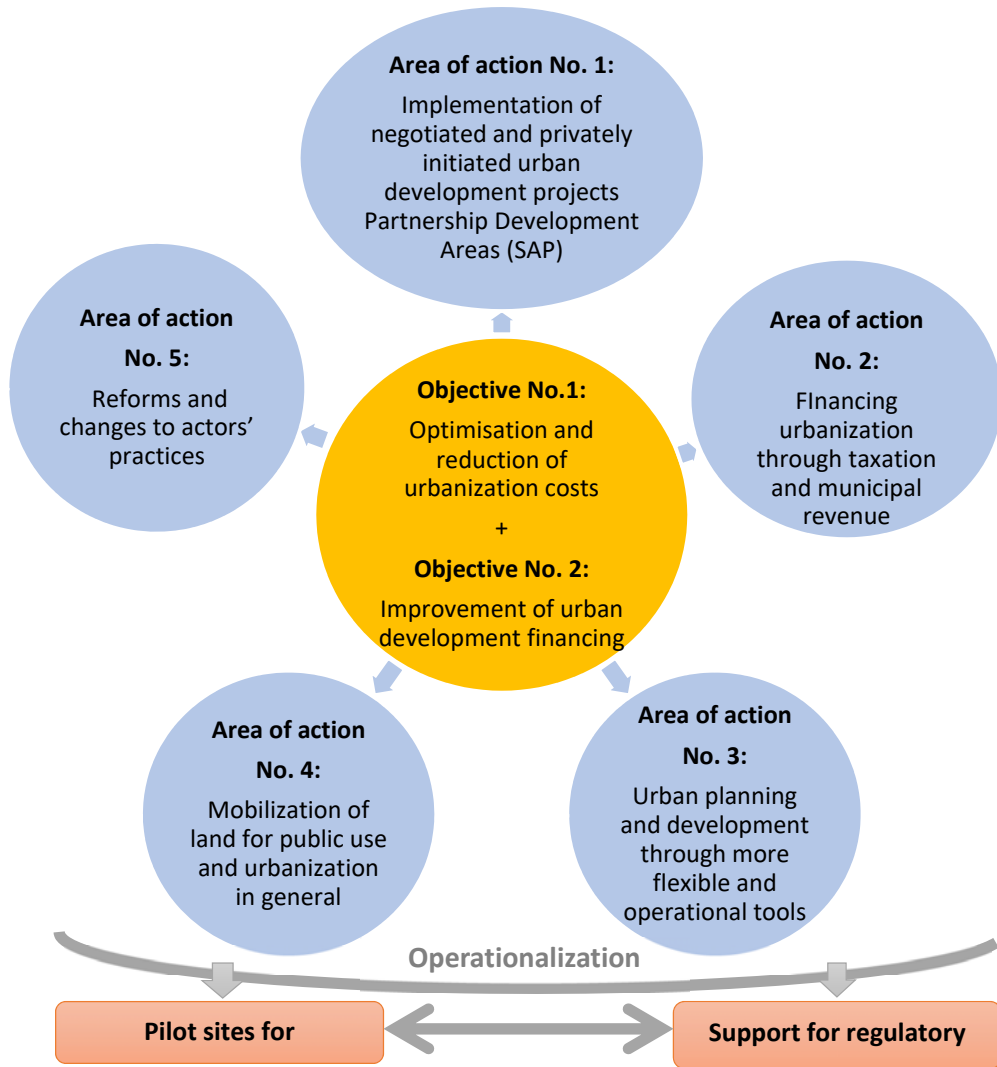 Area of action No. 1:
Implementation of
negotiated and privately
initiated urban
development projects
Partnership Development
Areas (SAP)
Area of action
No. 5:
Reforms and
changes to actors’
practices
Area of action
No. 2:
FInancing
urbanization
through taxation
and municipal
revenue
Objective No.1:
Optimisation and
reduction of
urbanization costs
+
Objective No. 2:
Improvement of urban
development financing
Area of action
No. 4:
Mobilization of
land for public use
and urbanization
in general
Area of action
No. 3:
Urban planning
and development
through more
flexible and
operational tools
Operationalization
Pilot sites for
Support for regulatory